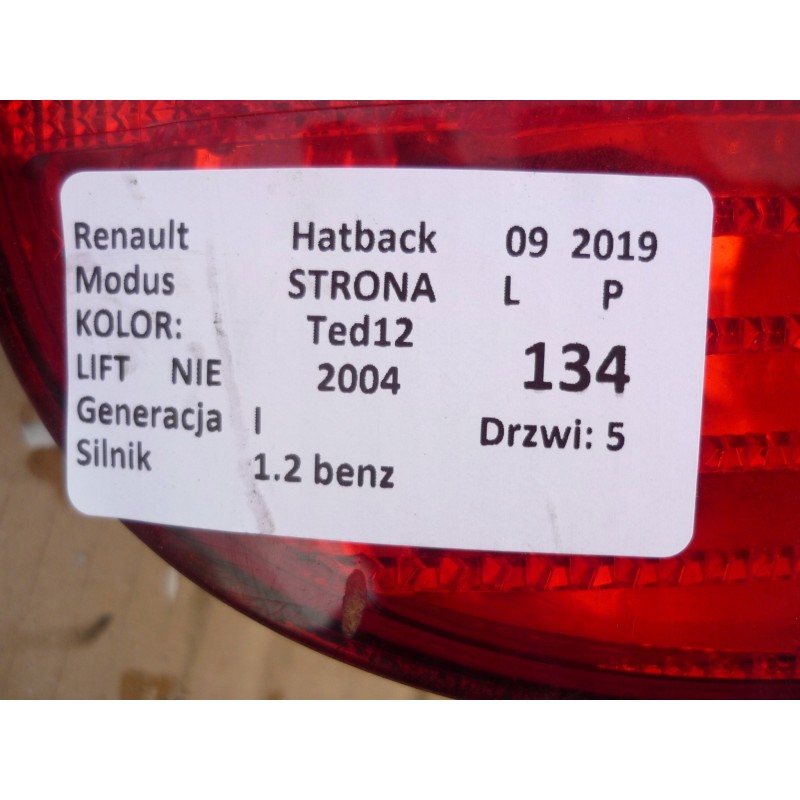 Renault Hatback 09 2019
Modus STRONA L P
KOLOR: Ted12
LIFT NIE 2004 134
Generacja I Drzwi: 5
Silnik 1.2 benz